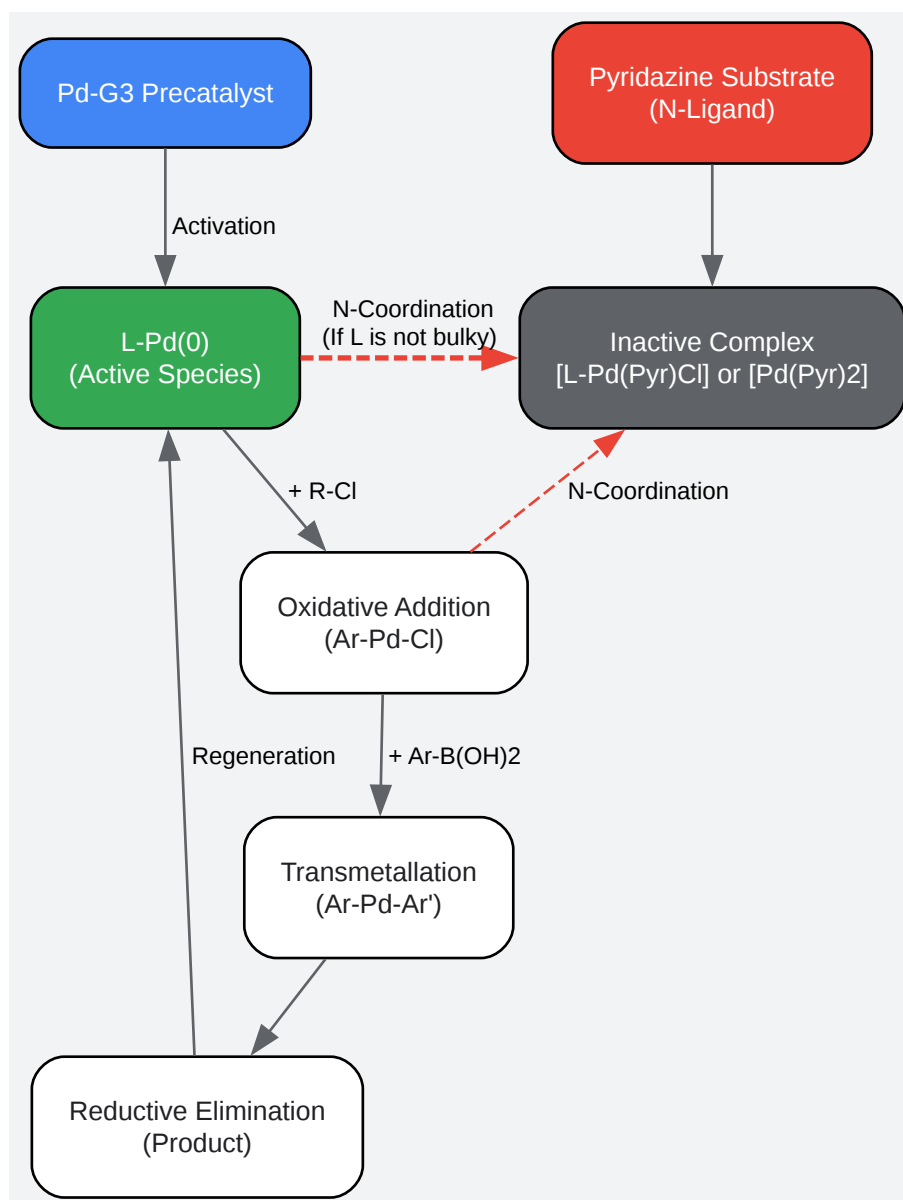 Pd-G3 Precatalyst
Pyridazine Substrate
(N-Ligand)
Activation
L-Pd(0)
(Active Species)
N-Coordination
(If L is not bulky)
Inactive Complex
[L-Pd(Pyr)Cl] or [Pd(Pyr)2]
+ R-Cl
N-Coordination
Oxidative Addition
(Ar-Pd-Cl)
Regeneration
+ Ar-B(OH)2
Transmetallation
(Ar-Pd-Ar')
Reductive Elimination
(Product)